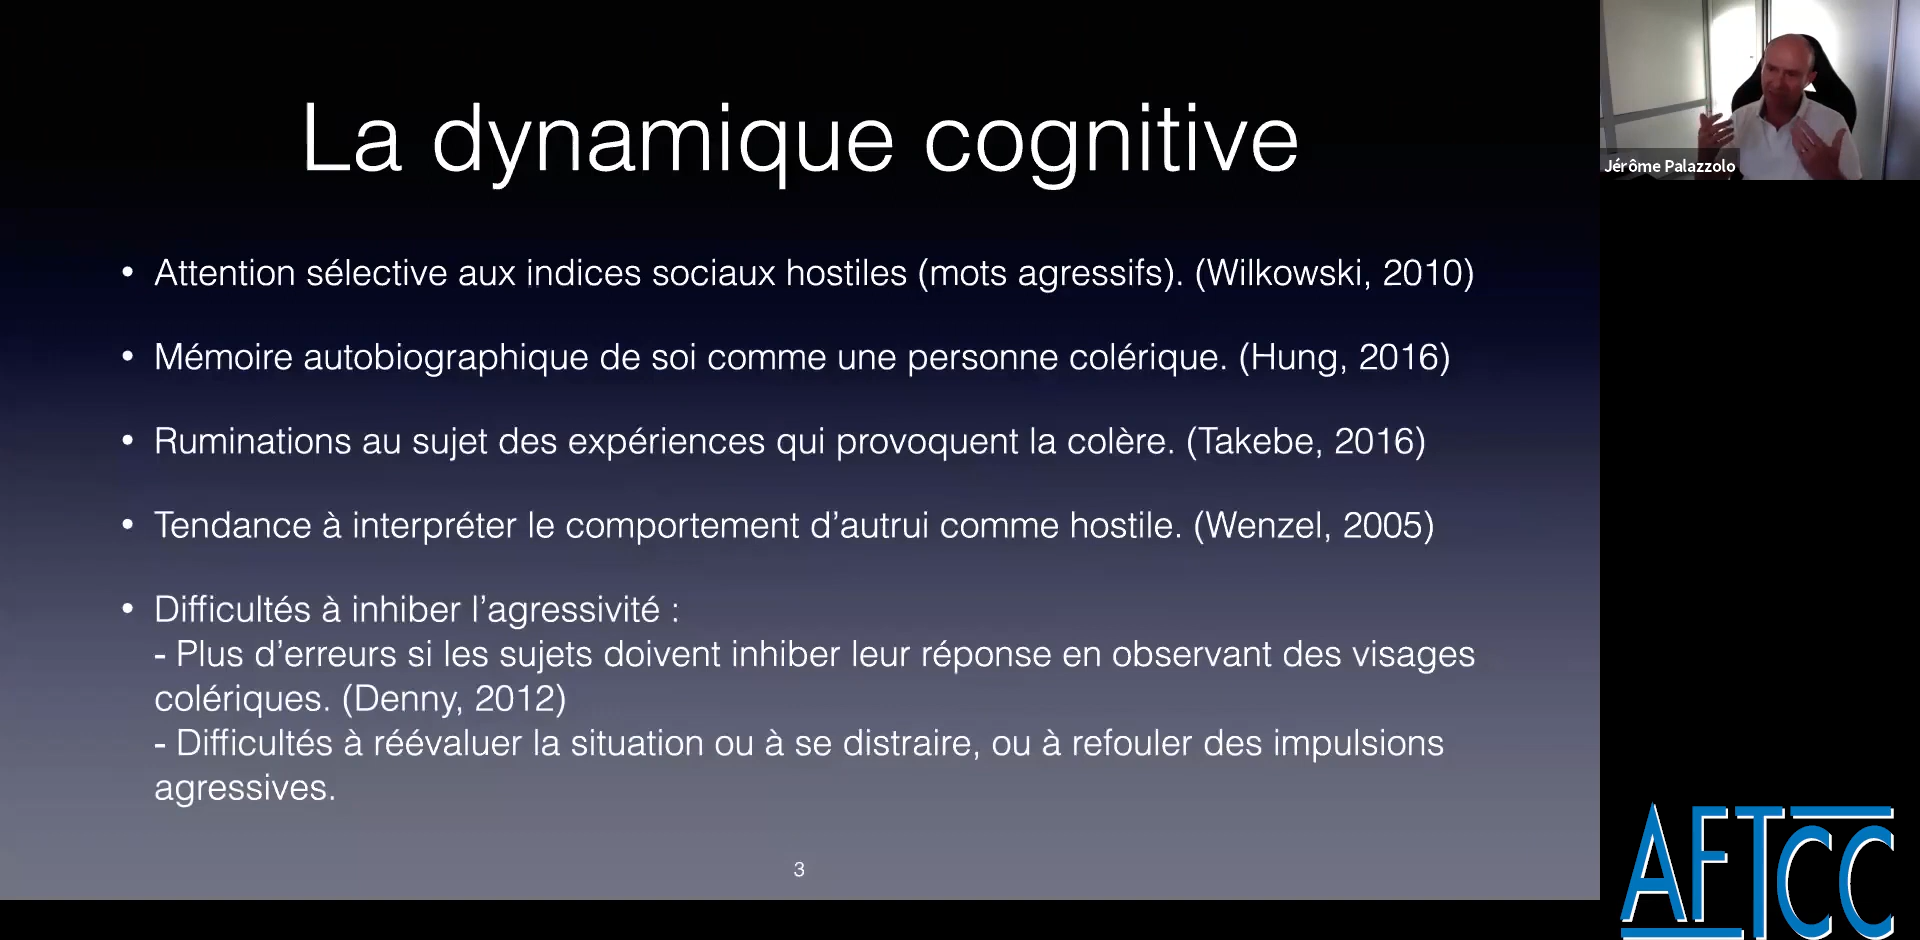 La dynamique cognitive
• Attention sélective aux indices sociaux hostiles (mots agressifs). (Wilkowski, 2010)
• Mémoire autobiographique de soi comme une personne colérique. (Hung, 2016)
• Ruminations au sujet des expériences qui provoquent la colère. (Takebe, 2016)
• Tendance à interpréter le comportement d’autrui comme hostile. (Wenzel, 2005)
• Difficultés à inhiber l’agressivité :
- Plus d’erreurs si les sujets doivent inhiber leur réponse en observant des visages
colériques. (Denny, 2012)
- Difficultés à réévaluer la situation ou à se distraire, ou à refouler des impulsions
agressives.
3
Jérôme Palazzolo
AFTCC